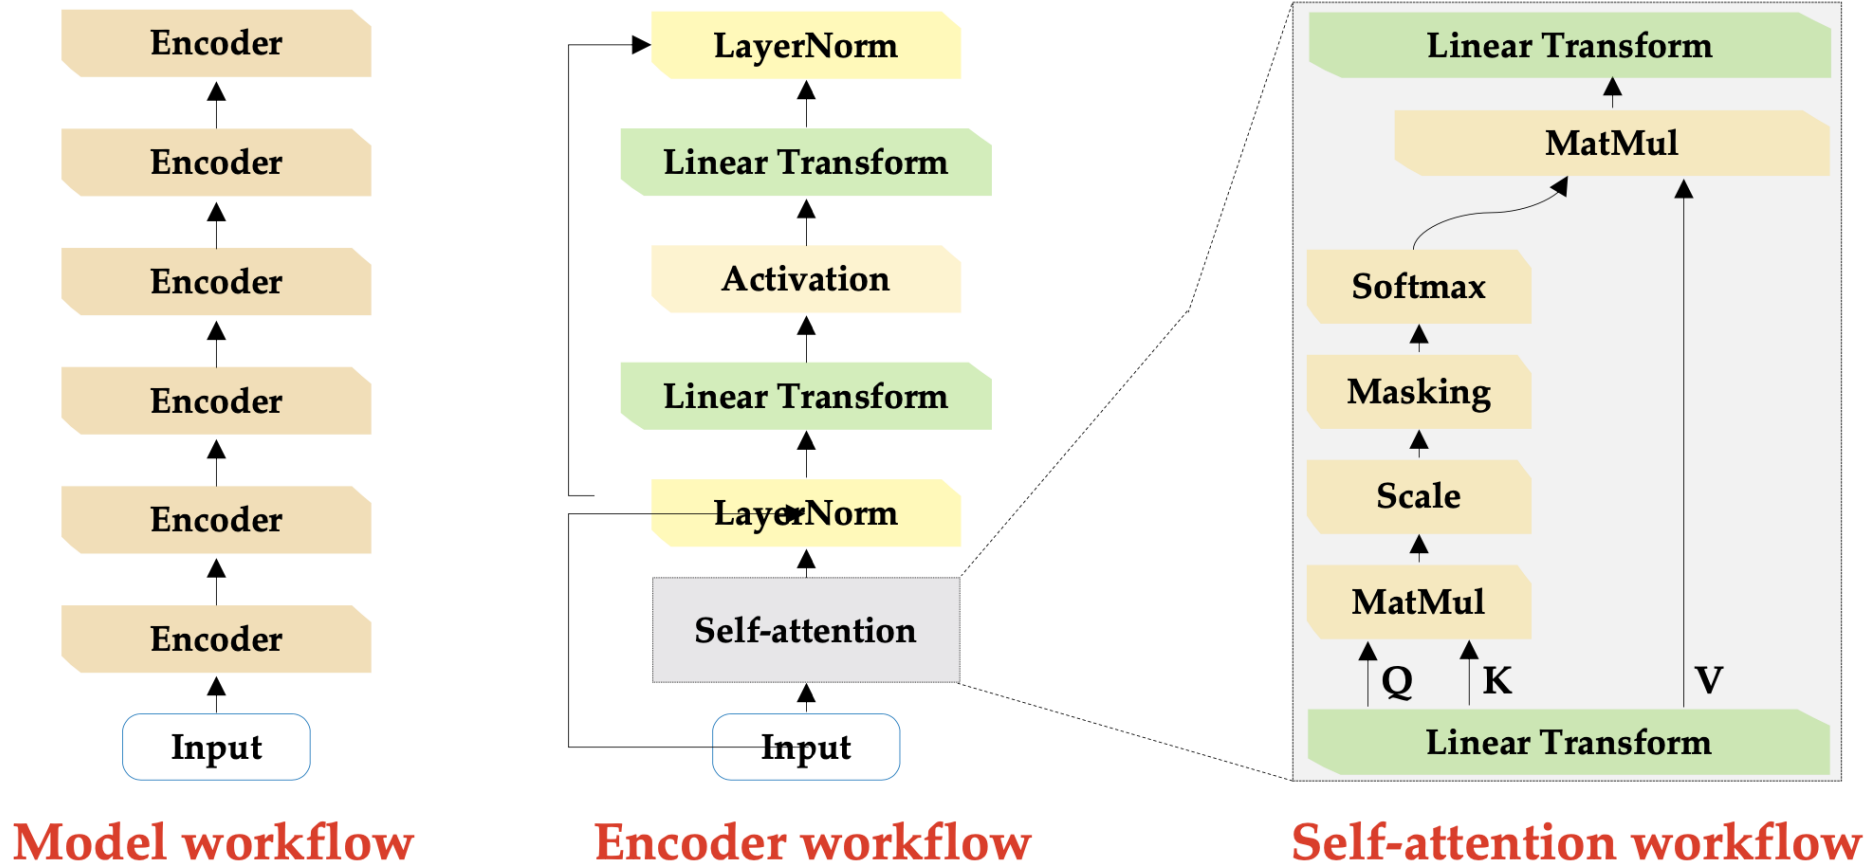 Encoder
Encoder
Encoder
Encoder
Encoder
Encoder
Input
Model workflow
LayerNorm
Linear Transform
Activation
Linear Transform
LayerNorm
Self-attention
Input
Encoder workflow
Linear Transform
MatMul
Softmax
Masking
Scale
MatMul
Q K V
Linear Transform
Self-attention workflow